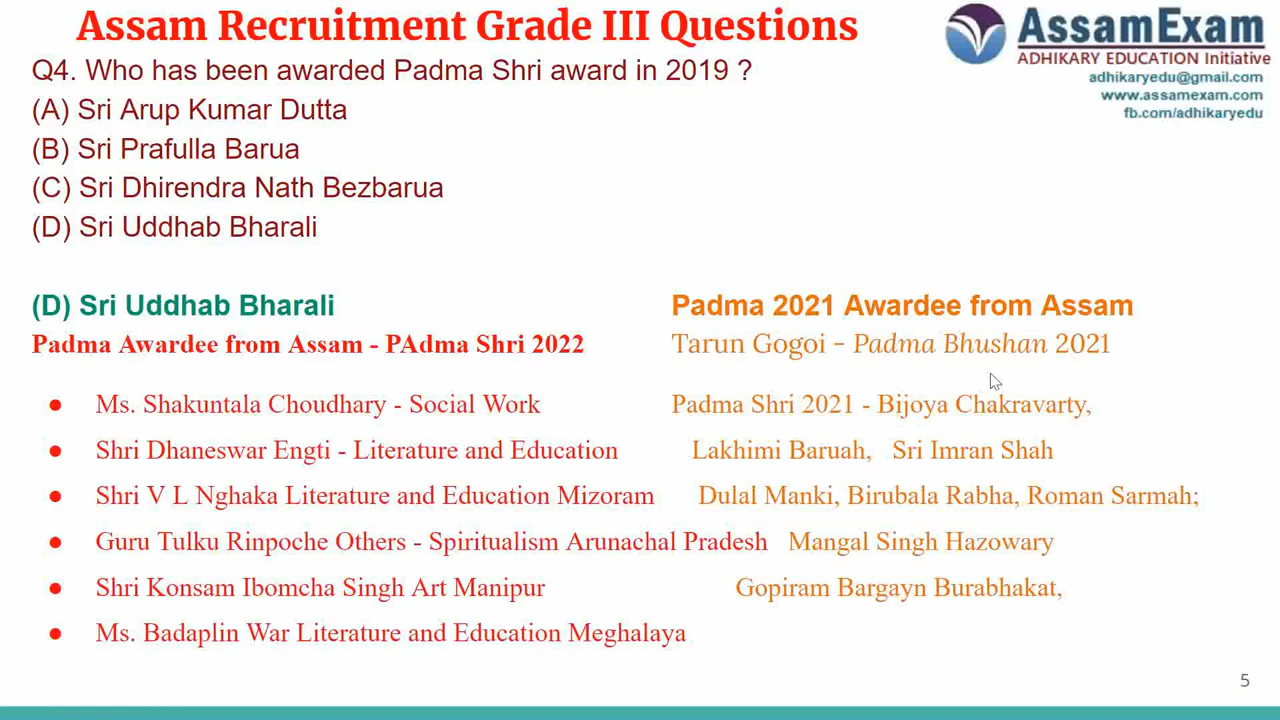 Assam Recruitment Grade III Questions
AssamExam
ADHIKARY EDUCATION Initiative
adhikaryedu@gmail.com
www.assamexam.com
fb.com/adhikaryedu
Q4. Who has been awarded Padma Shri award in 2019 ?
(A) Sri Arup Kumar Dutta
(B) Sri Prafulla Barua
(C) Sri Dhirendra Nath Bezbarua
(D) Sri Uddhab Bharali
(D) Sri Uddhab Bharali
Padma Awardee from Assam - PAdma Shri 2022
● Ms. Shakuntala Choudhary - Social Work
● Shri Dhaneswar Engti - Literature and Education
● Shri V L Nghaka Literature and Education Mizoram
● Guru Tulku Rinpoche Others - Spiritualism Arunachal Pradesh
● Shri Konsam Ibomcha Singh Art Manipur
● Ms. Badaplin War Literature and Education Meghalaya
Padma 2021 Awardee from Assam
Tarun Gogoi - Padma Bhushan 2021
Padma Shri 2021 - Bijoya Chakravarty,
Lakhimi Baruah, Sri Imran Shah
Dulal Manki, Birubala Rabha, Roman Sarmah;
Mangal Singh Hazowary
Gopiram Bargayn Burabhakat,
5